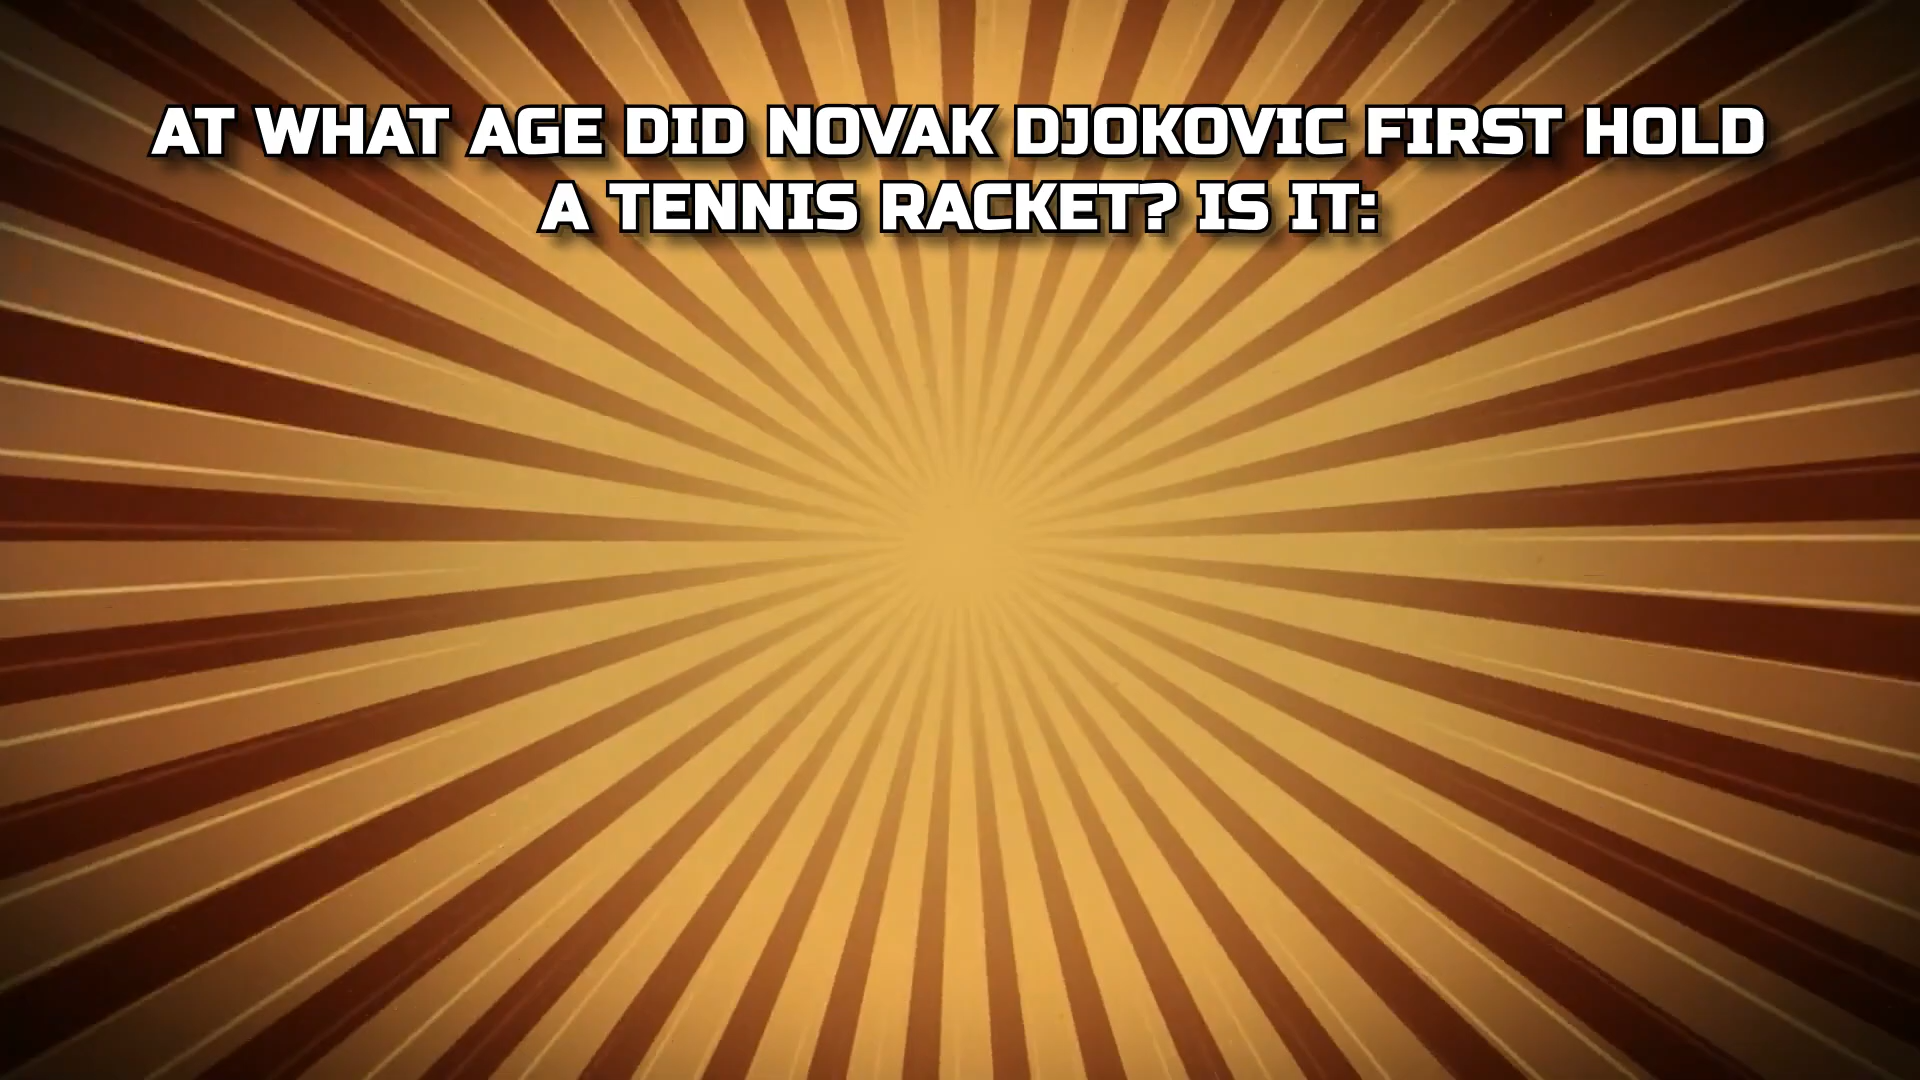 AT WHAT AGE DID NOVAK DJOKOVIC FIRST HOLD
A TENNIS RACKET? IS IT: